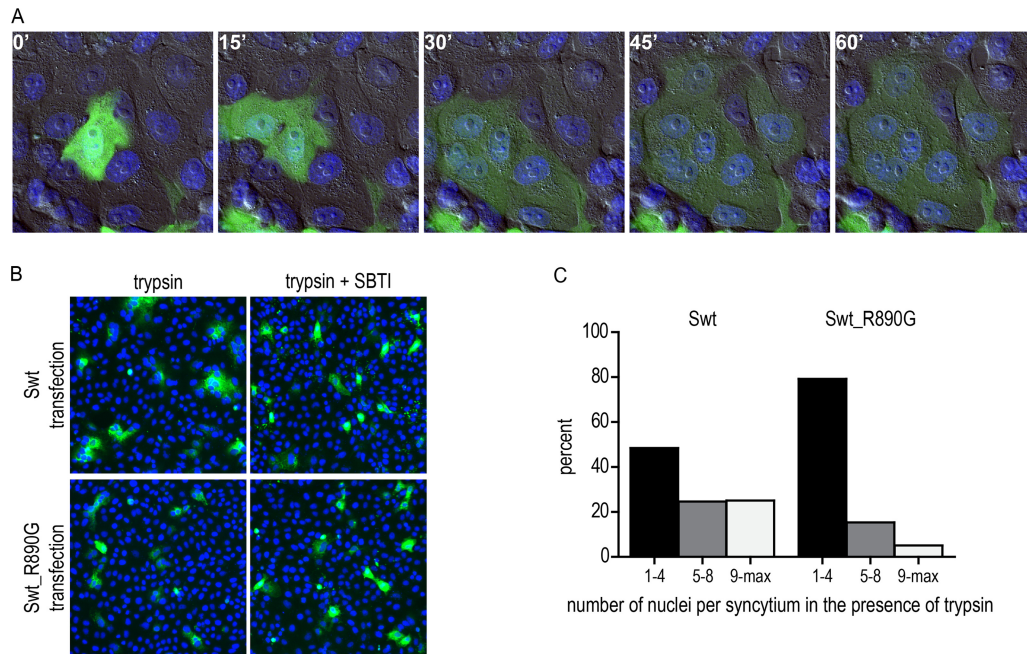 A
0'
15'
30'
45'
60'
B
trypsin
trypsin + SBTI
Swt
transfection
Swt_R890G
transfection
C
Swt
Swt_R890G
100
80
60
40
20
0
percent
1-4
5-8
9-max
1-4
5-8
9-max
number of nuclei per syncytium in the presence of trypsin